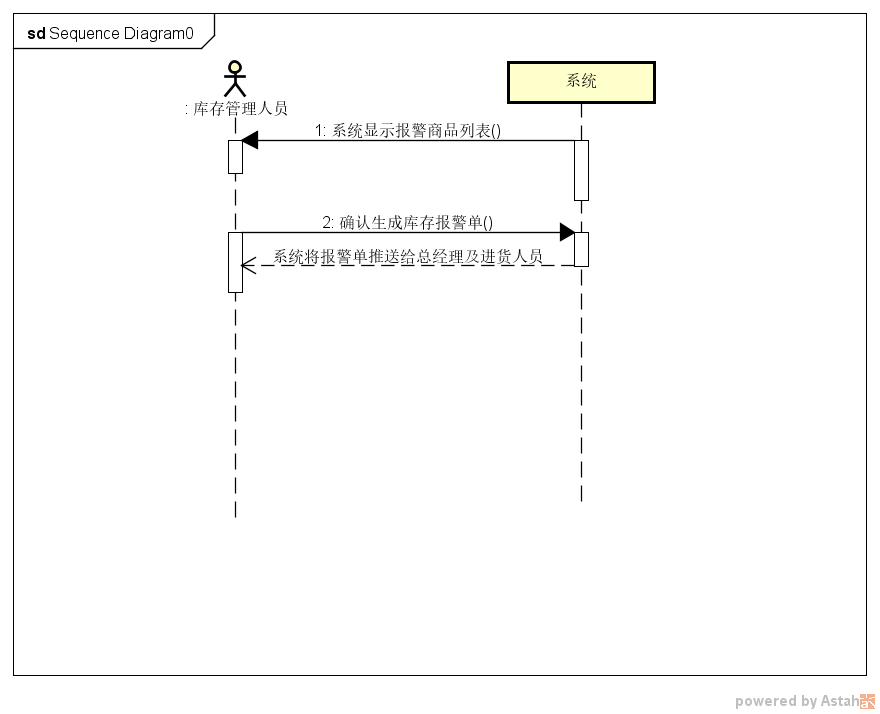 sd Sequence Diagram0
: 库存管理人员
系统
1: 系统显示报警商品列表()
2: 确认生成库存报警单()
系统将报警单推送给总经理及进货人员
powered by Astah